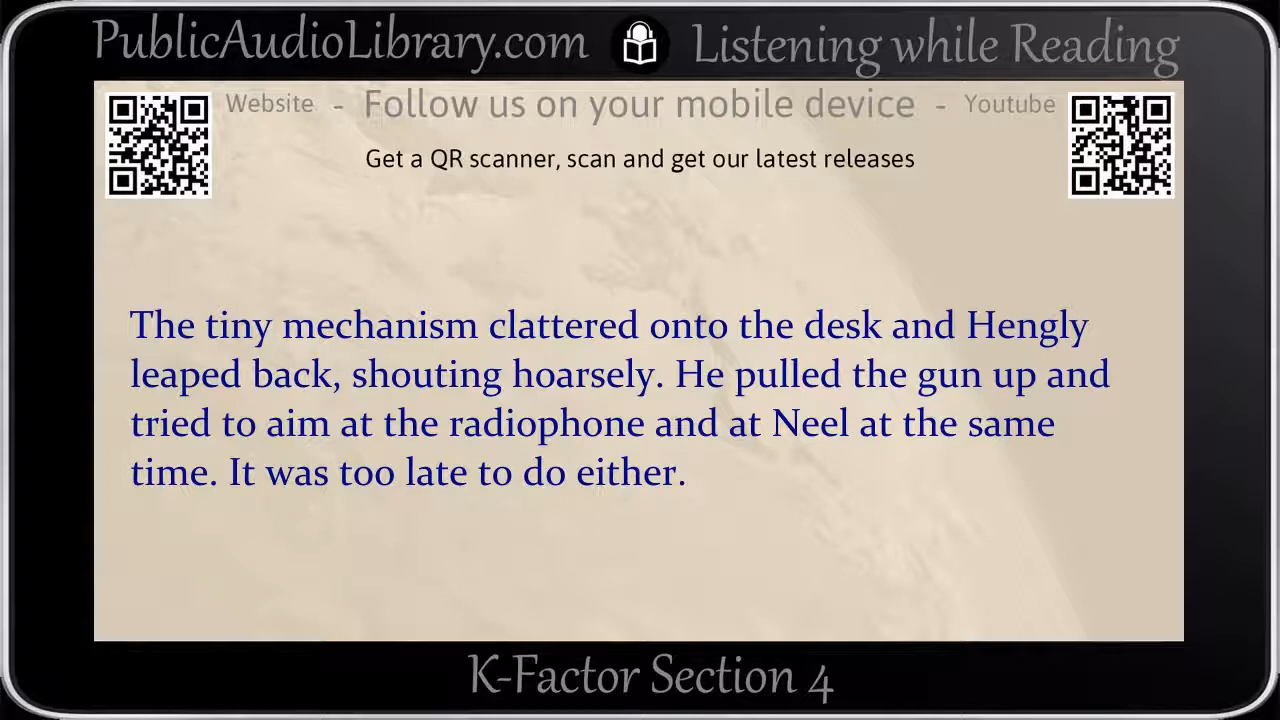 PublicAudioLibrary.com Listening while Reading
Website - Follow us on your mobile device - Youtube
Get a QR scanner, scan and get our latest releases
The tiny mechanism clattered onto the desk and Hengly
leaped back, shouting hoarsely. He pulled the gun up and
tried to aim at the radiophone and at Neel at the same
time. It was too late to do either.
K-Factor Section 4